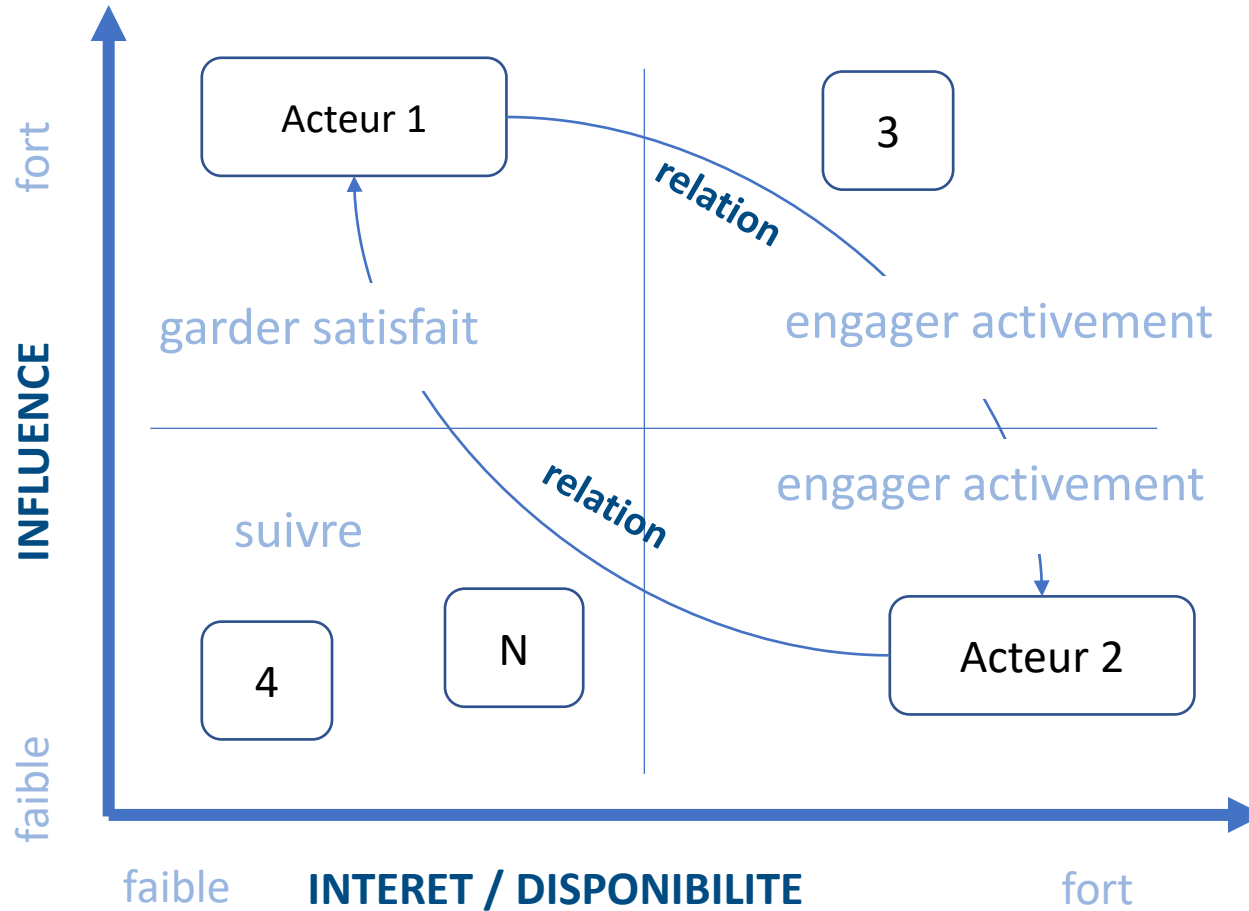 fort
Acteur 1
3
relation
garder satisfait
engager activement
INFLUENCE
relation
engager activement
suivre
N
4
Acteur 2
faible
faible
INTERET / DISPONIBILITE
fort